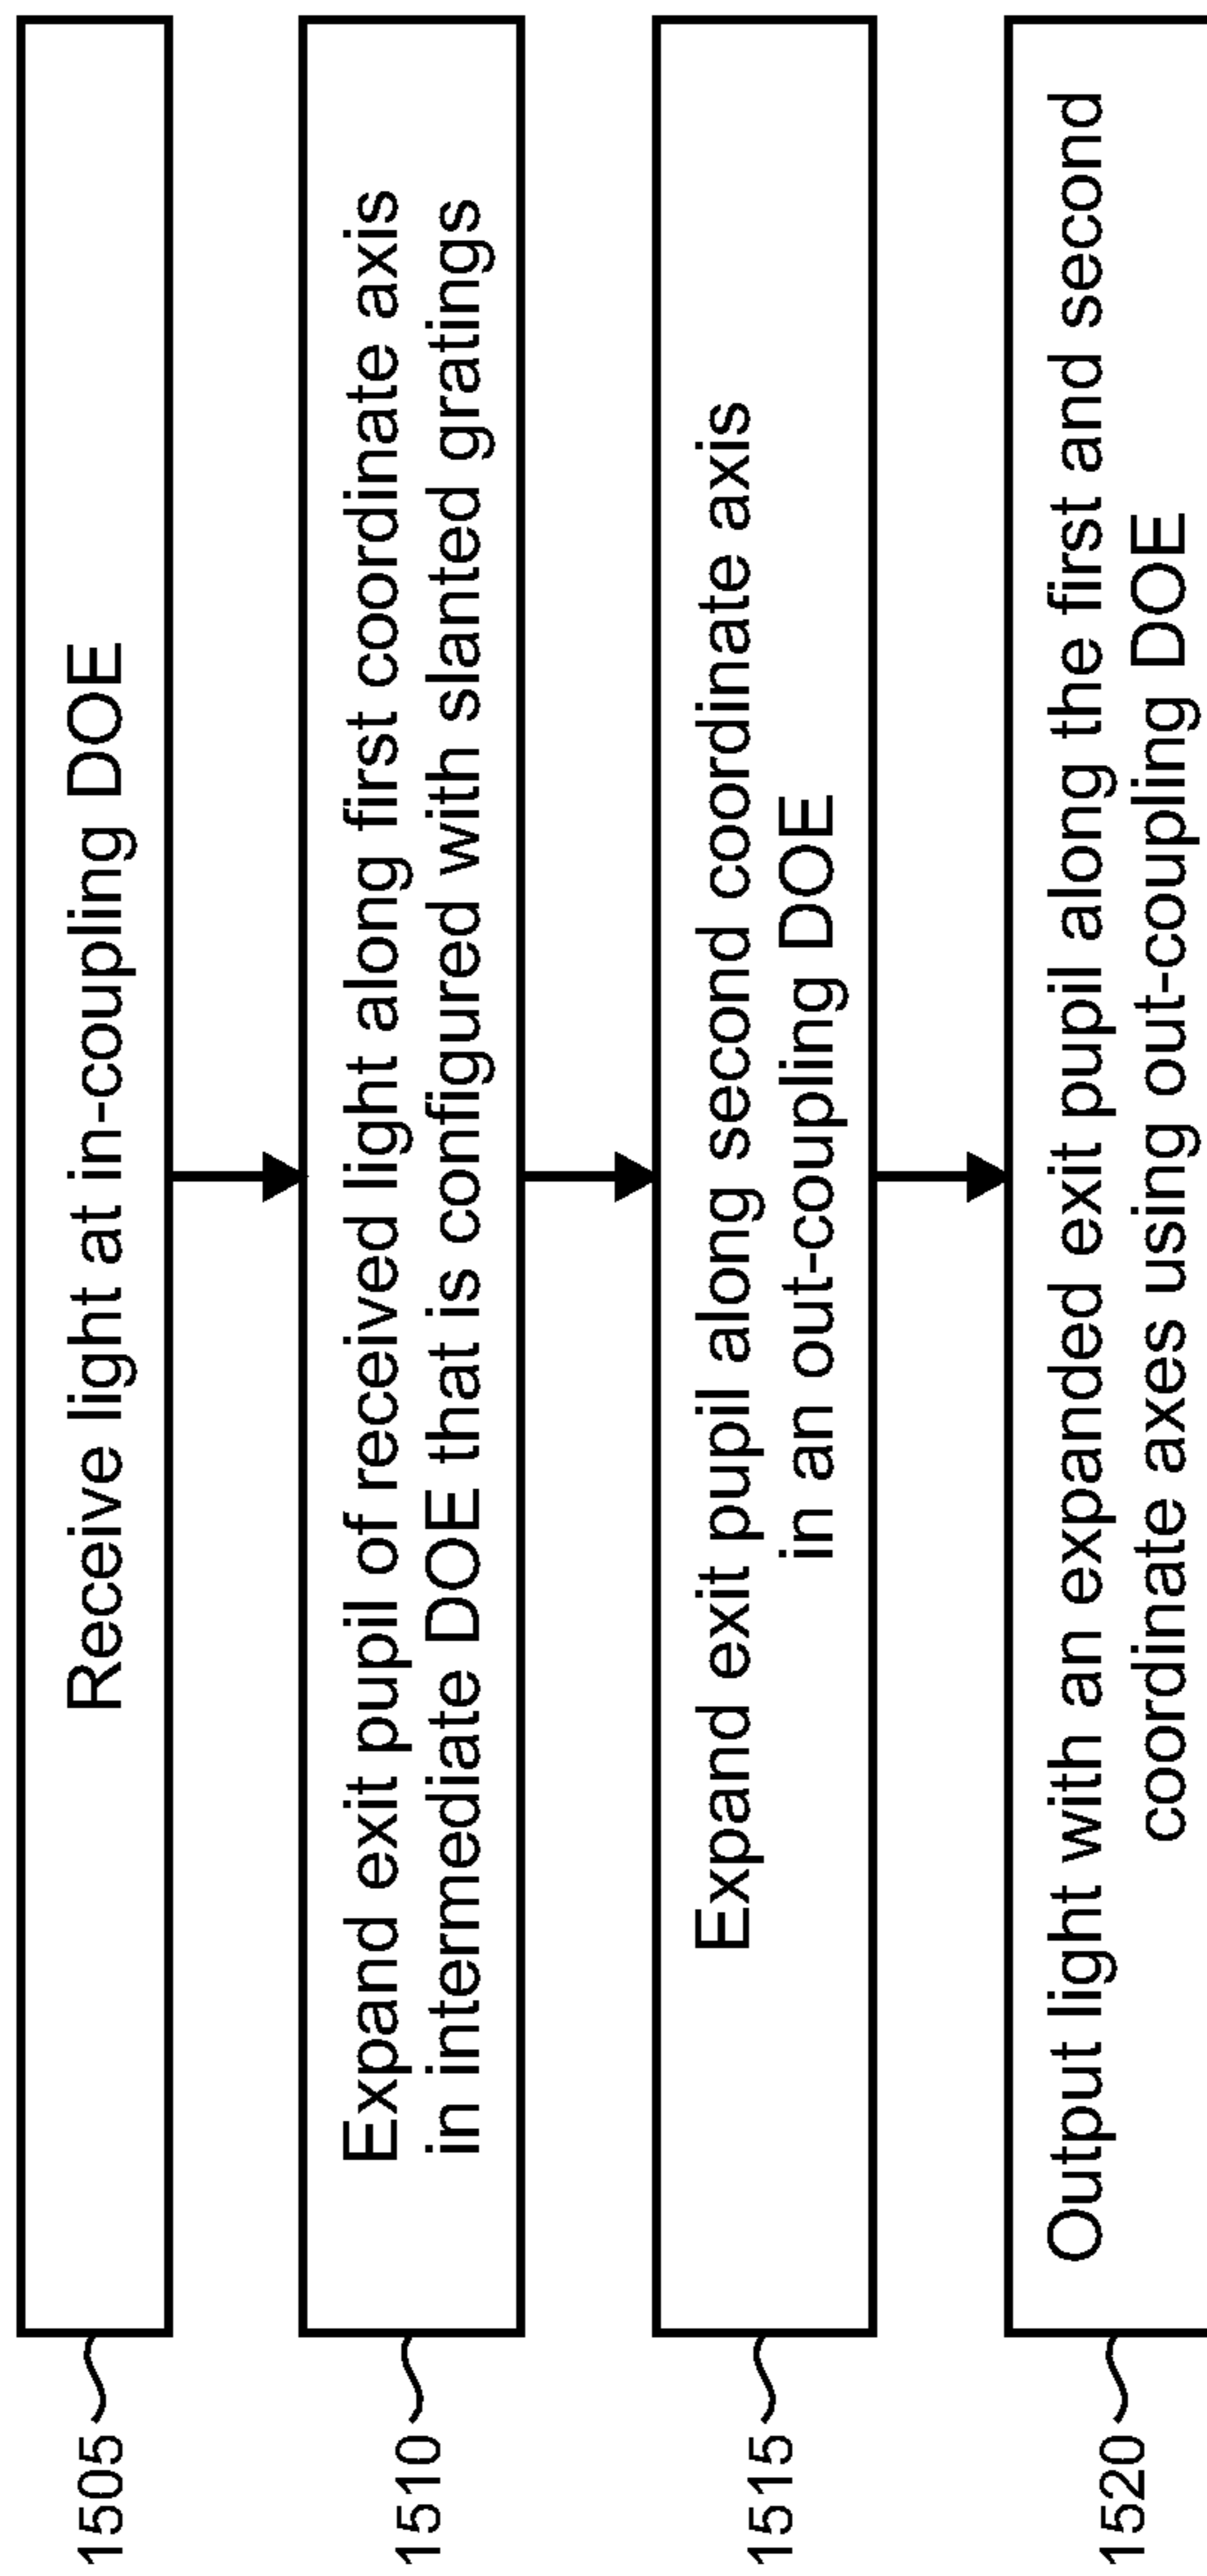 1505
Receive light at in-coupling DOE
1510
Expand exit pupil of received light along first coordinate axis
in intermediate DOE that is configured with slanted gratings
1515
Expand exit pupil along second coordinate axis
in an out-coupling DOE
1520
Output light with an expanded exit pupil along the first and second
coordinate axes using out-coupling DOE